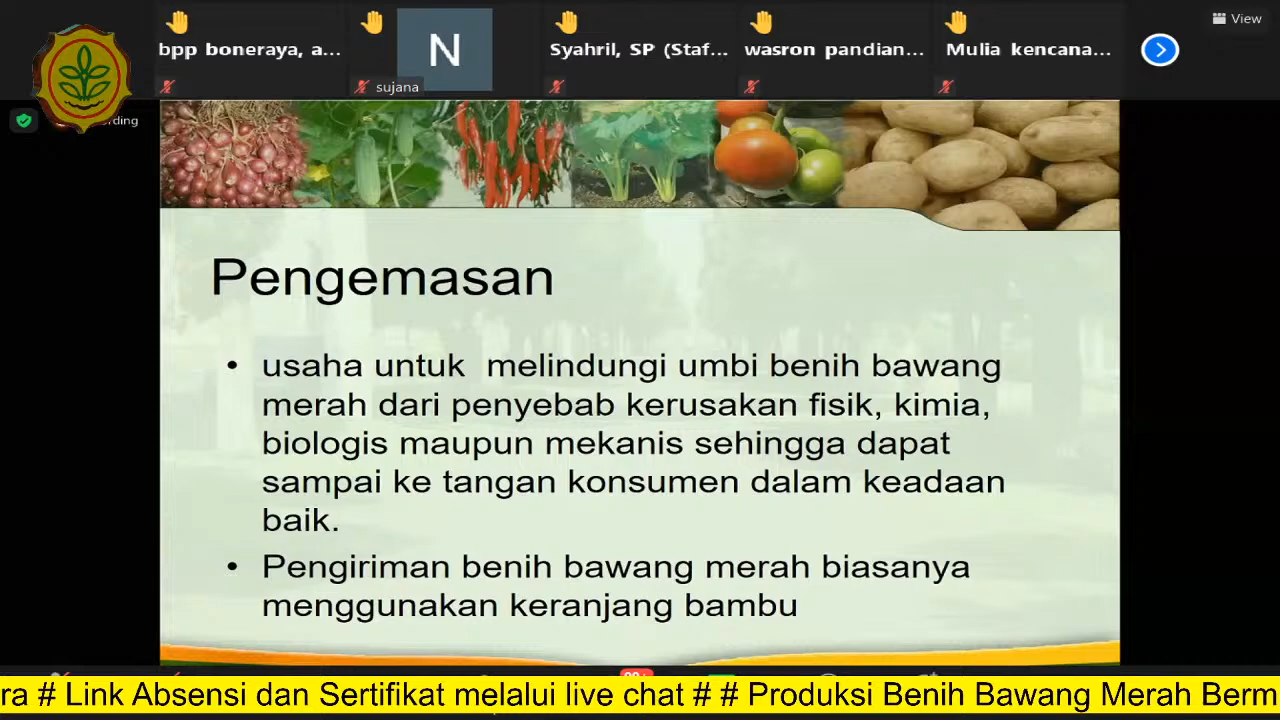 bpp boneraya, a...
sujana
N
Syahril, SP (Staf...
wasron pandian...
Mulia kencana...
View
Pengemasan
• usaha untuk melindungi umbi benih bawang
merah dari penyebab kerusakan fisik, kimia,
biologis maupun mekanis sehingga dapat
sampai ke tangan konsumen dalam keadaan
baik.
• Pengiriman benih bawang merah biasanya
menggunakan keranjang bambu
ra # Link Absensi dan Sertifikat melalui live chat # # Produksi Benih Bawang Merah Berm